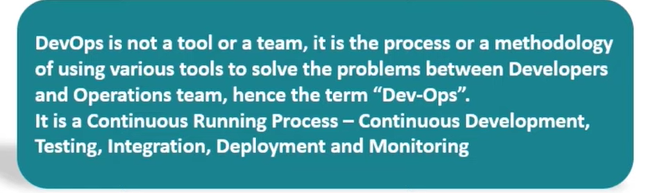 DevOps is not a tool or a team, it is the process or a methodology
of using various tools to solve the problems between Developers
and Operations team, hence the term “Dev-Ops”.
It is a Continuous Running Process – Continuous Development,
Testing, Integration, Deployment and Monitoring